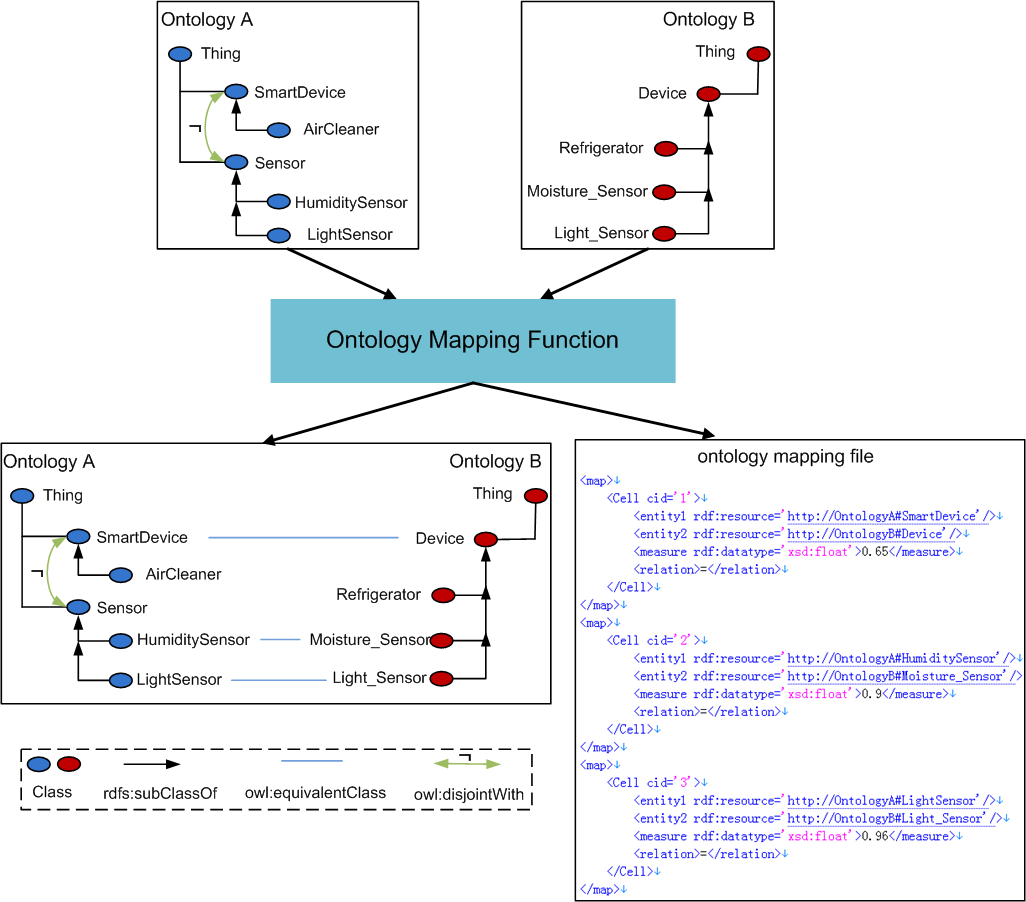 Ontology A
Thing
SmartDevice
AirCleaner
Sensor
HumiditySensor
LightSensor
Ontology B
Thing
Device
Refrigerator
Moisture_Sensor
Light_Sensor
Ontology Mapping Function
Ontology A
Thing
SmartDevice
AirCleaner
Sensor
HumiditySensor
LightSensor
Ontology B
Thing
Device
Refrigerator
Moisture_Sensor
Light_Sensor
Class
rdfs:subClassOf
owl:equivalentClass
owl:disjointWith
ontology mapping file
<map>↓
<Cell cid='1'>↓
<entity1 rdf:resource='http://OntologyA#SmartDevice'/>↓
<entity2 rdf:resource='http://OntologyB#Device'/>↓
<measure rdf:datatype='xsd:float'>0.65</measure>↓
<relation>=</relation>↓
</Cell>↓
</map>↓
<map>↓
<Cell cid='2'>↓
<entity1 rdf:resource='http://OntologyA#HumiditySensor'/>↓
<entity2 rdf:resource='http://OntologyB#Moisture_Sensor'/>
<measure rdf:datatype='xsd:float'>0.9</measure>↓
<relation>=</relation>↓
</Cell>↓
</map>↓
<map>↓
<Cell cid='3'>↓
<entity1 rdf:resource='http://OntologyA#LightSensor'/>↓
<entity2 rdf:resource='http://OntologyB#Light_Sensor'/>↓
<measure rdf:datatype='xsd:float'>0.96</measure>↓
<relation>=</relation>↓
</Cell>↓
</map>↓